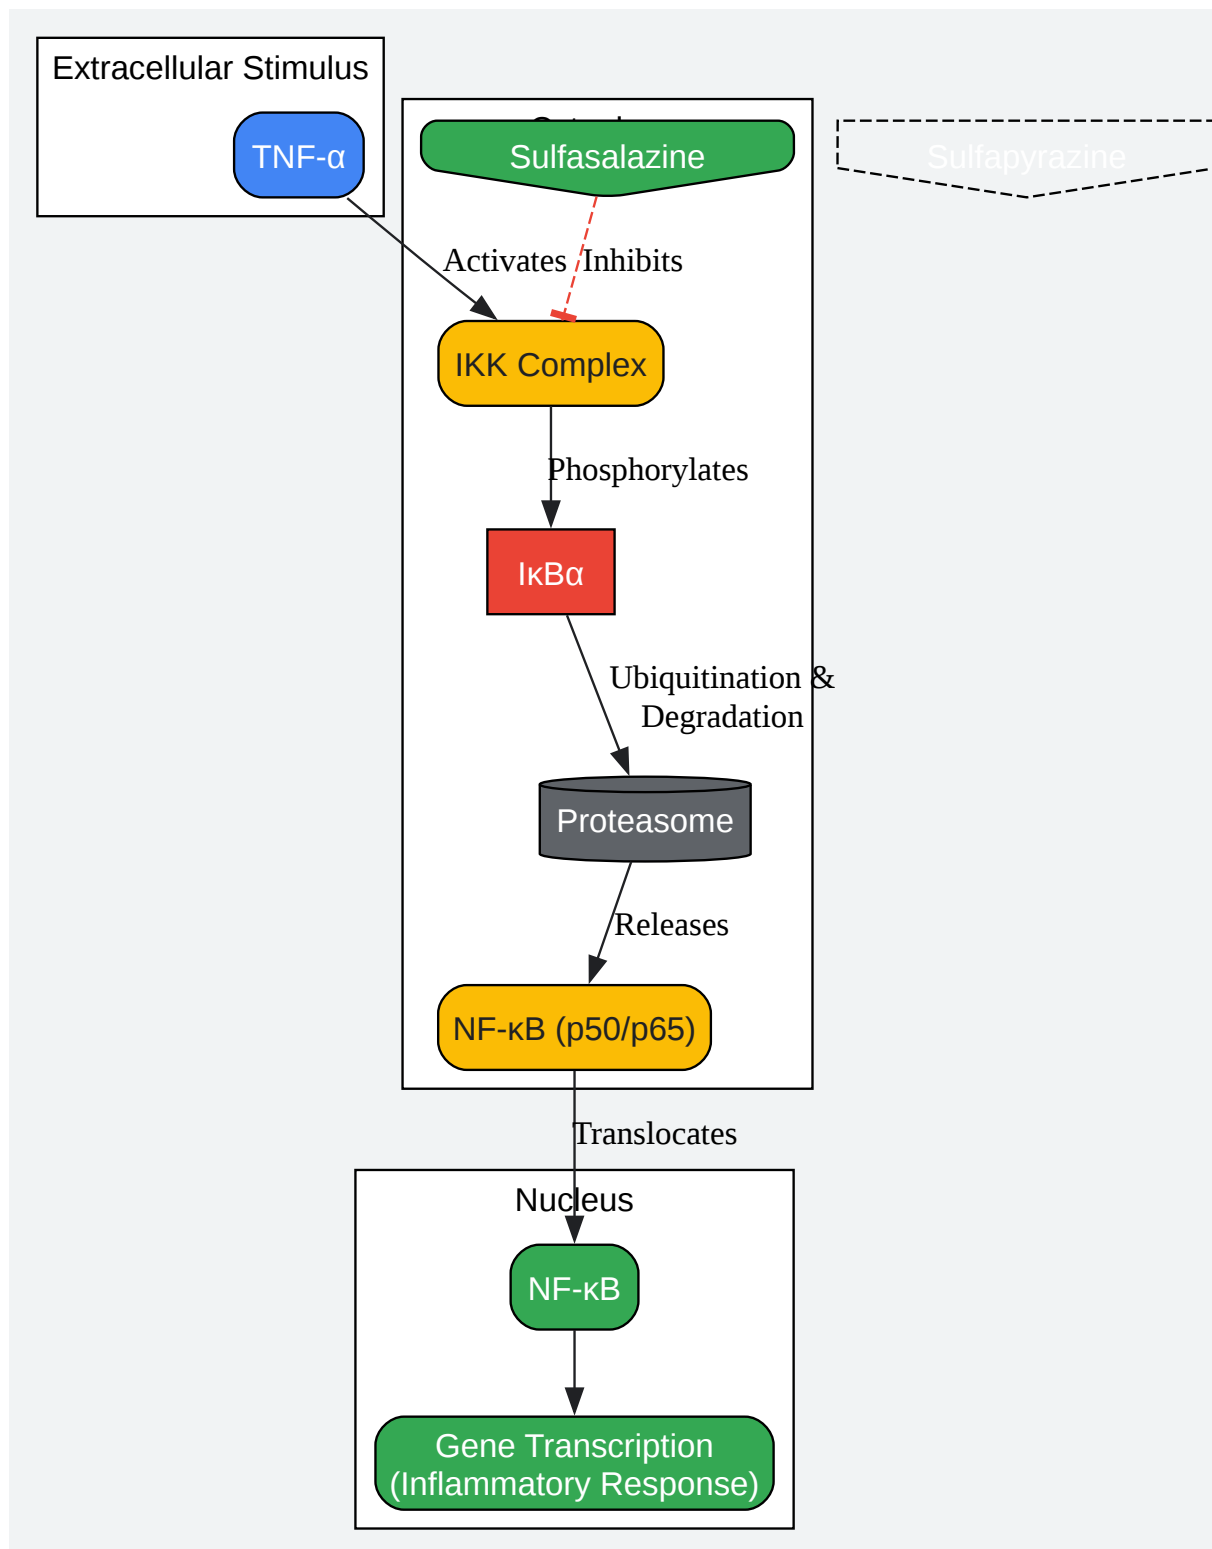 Extracellular Stimulus
TNF-α
Sulfasalazine
Sulfapyrazine
Activates
Inhibits
IKK Complex
Phosphorylates
IκBα
Ubiquitination &
Degradation
Proteasome
Releases
NF-κB (p50/p65)
Translocates
Nucleus
NF-κB
Gene Transcription
(Inflammatory Response)